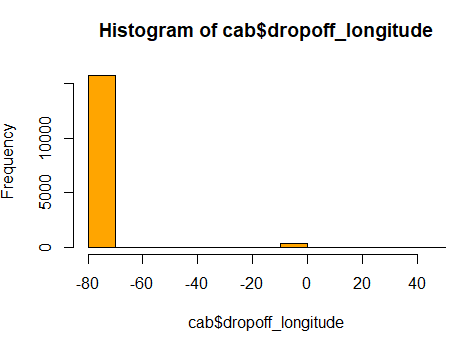 Histogram of cab$dropoff_longitude
Frequency
0
5000
10000
-80 -60 -40 -20 0 20 40
cab$dropoff_longitude